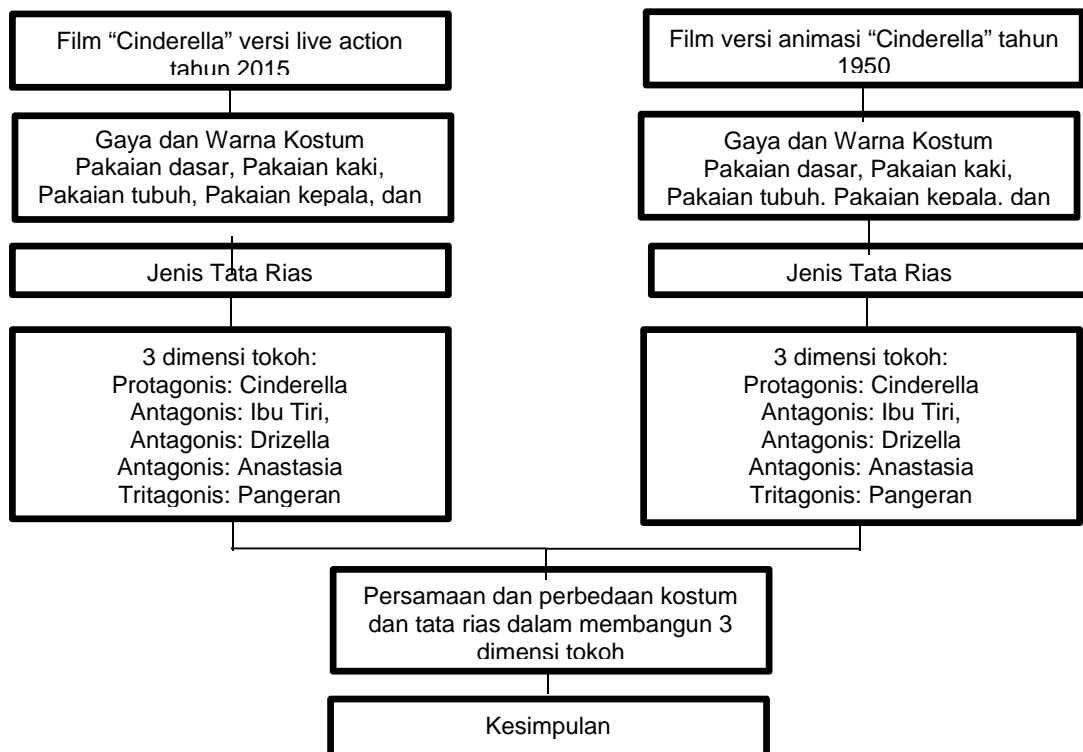 Film “Cinderella” versi live action
tahun 2015
Gaya dan Warna Kostum
Pakaian dasar, Pakaian kaki,
Pakaian tubuh, Pakaian kepala, dan
Jenis Tata Rias
3 dimensi tokoh:
Protagonis: Cinderella
Antagonis: Ibu Tiri,
Antagonis: Drizella
Antagonis: Anastasia
Tritagonis: Pangeran
Film versi animasi “Cinderella” tahun
1950
Gaya dan Warna Kostum
Pakaian dasar, Pakaian kaki,
Pakaian tubuh, Pakaian kepala, dan
Jenis Tata Rias
3 dimensi tokoh:
Protagonis: Cinderella
Antagonis: Ibu Tiri,
Antagonis: Drizella
Antagonis: Anastasia
Tritagonis: Pangeran
Persamaan dan perbedaan kostum
dan tata rias dalam membangun 3
dimensi tokoh
Kesimpulan